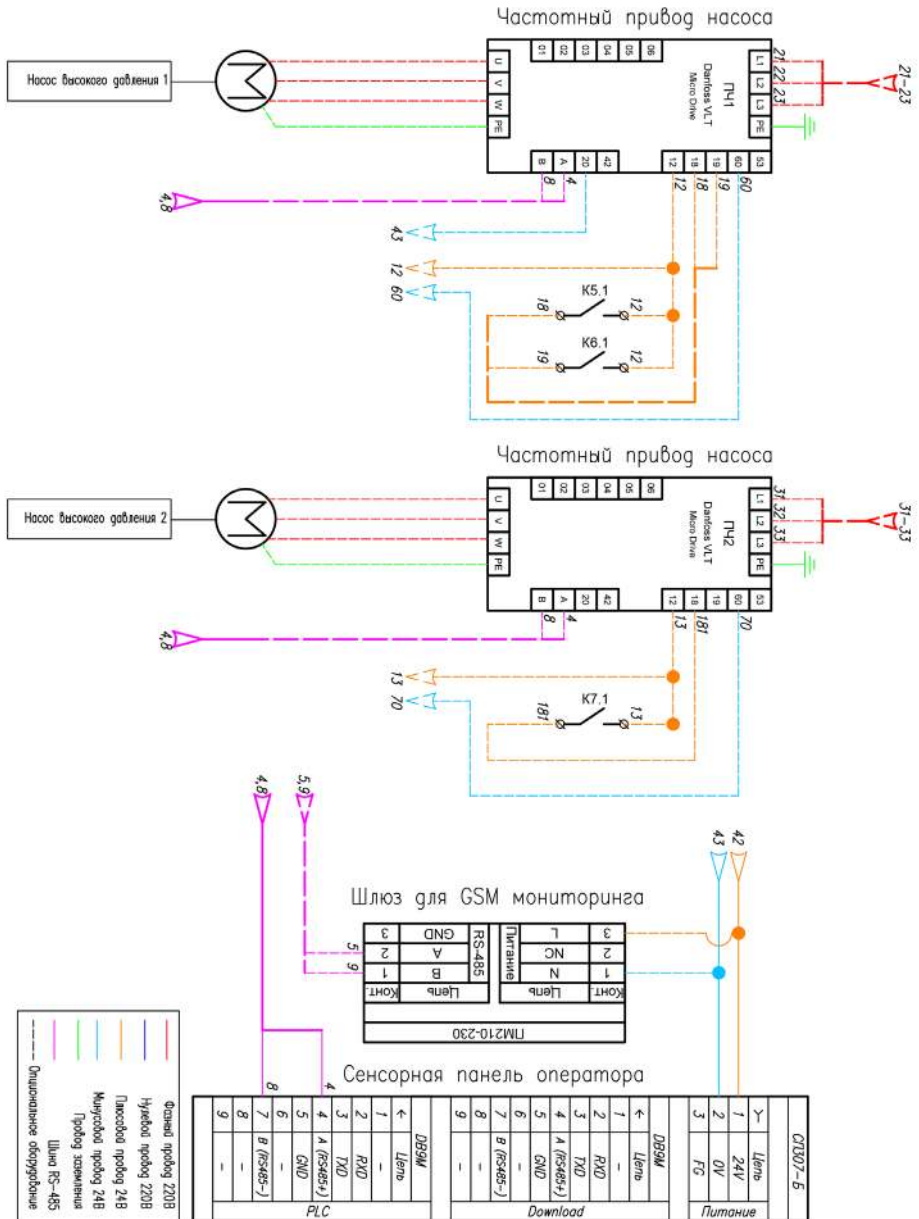 Частотный привод насоса
Насос высокого давления 1
01 02 03 04 05 06
U
V
W
PE
ПЧ1
Danfoss VLT
Micro Drive
L1
L2
L3
PE
21
22
23
21-23
B A 20 42
12 18 19 60 53
8 4
12 18 19 60
4,8
43
12
60
18 K5.1 12
19 K6.1 12
Частотный привод насоса
Насос высокого давления 2
01 02 03 04 05 06
U
V
W
PE
ПЧ2
Danfoss VLT
Micro Drive
L1
L2
L3
PE
31
32
33
31-33
B A 20 42
12 18 19 60 53
8 4
13 181 70
4,8
13
70
181 K7.1 13
4,8
5,9
43
42
Шлюз для GSM мониторинга
ПМ210-230
Конт. Цепь
1 B
2 A
3 GND
RS-485
Конт. Цепь
1 N
2 NC
3 L
Питание
5
9
Сенсорная панель оператора
8
4
СП307-Б
Цепь
1 24V
2 0V
3 FG
Питание
DB9M
Цепь
1 -
2 RXD
3 TXD
4 A (RS485+)
5 GND
6 -
7 B (RS485-)
8 -
9 -
Download
DB9M
Цепь
1 -
2 RXD
3 TXD
4 A (RS485+)
5 GND
6 -
7 B (RS485-)
8 -
9 -
PLC
Фазный провод 220В
Нулевой провод 220В
Плюсовой провод 24В
Минусовой провод 24В
Провод заземления
Шина RS-485
Опциональное оборудование